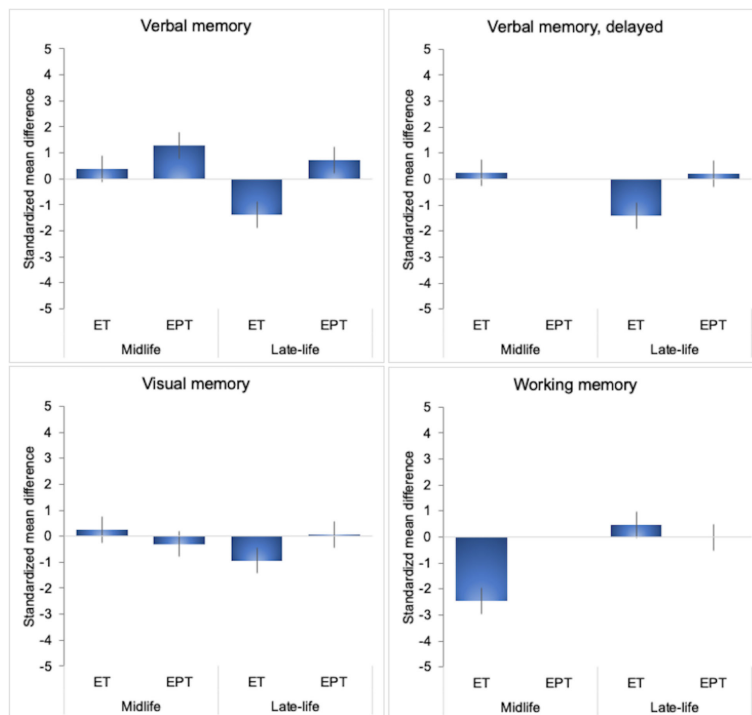 Verbal memory
Standardized mean difference
5
4
3
2
1
0
-1
-2
-3
-4
-5
ET EPT ET EPT
Midlife Late-life
Verbal memory, delayed
Standardized mean difference
5
4
3
2
1
0
-1
-2
-3
-4
-5
ET EPT ET EPT
Midlife Late-life
Visual memory
Standardized mean difference
5
4
3
2
1
0
-1
-2
-3
-4
-5
ET EPT ET EPT
Midlife Late-life
Working memory
Standardizd mean difference
5
4
3
2
1
0
-1
-2
-3
-4
-5
ET EPT ET EPT
Midlife Late-life